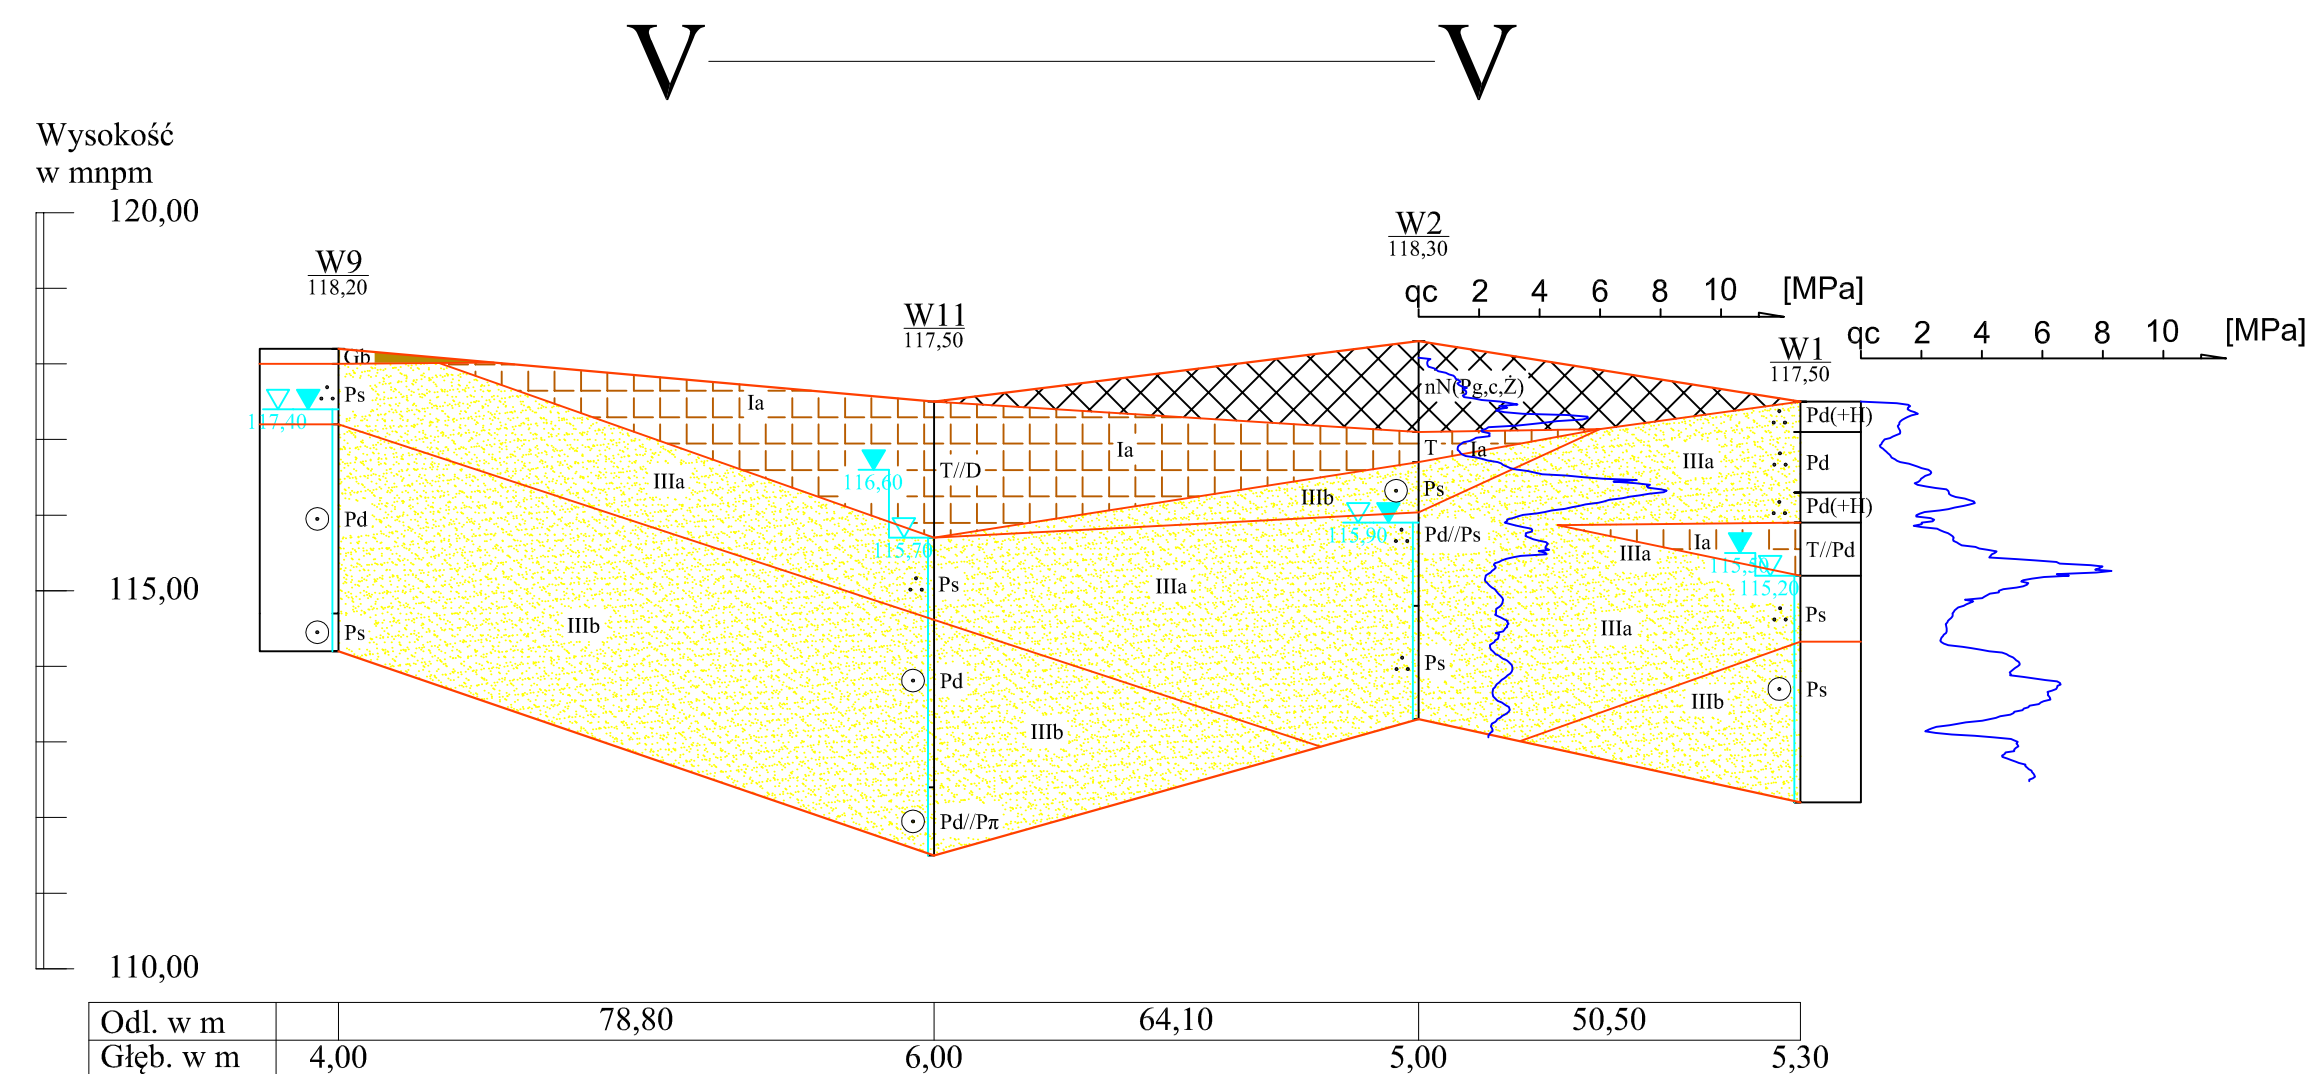 V V
Wysokość
w mnpm
120,00
115,00
110,00
W9
118,20
W11
117,50
W2
118,30
W1
117,50
qc 2 4 6 8 10 [MPa]
qc 2 4 6 8 10 [MPa]
Gb
Ps
117,40
Pd
Ps
IIIa
IIIb
Ia
116,60
115,70
T//D
Ps
Pd
Pd//Pπ
Ia
IIIb
IIIa
IIIb
115,90
nN(Pg,c,Ż)
T
Ia
Ps
Pd//Ps
Ps
IIIa
Ia
IIIa
IIIa
IIIb
115,50
115,20
Pd(+H)
Pd
Pd(+H)
T//Pd
Ps
Ps
Odl. w m 78,80 64,10 50,50
Głęb. w m 4,00 6,00 5,00 5,30